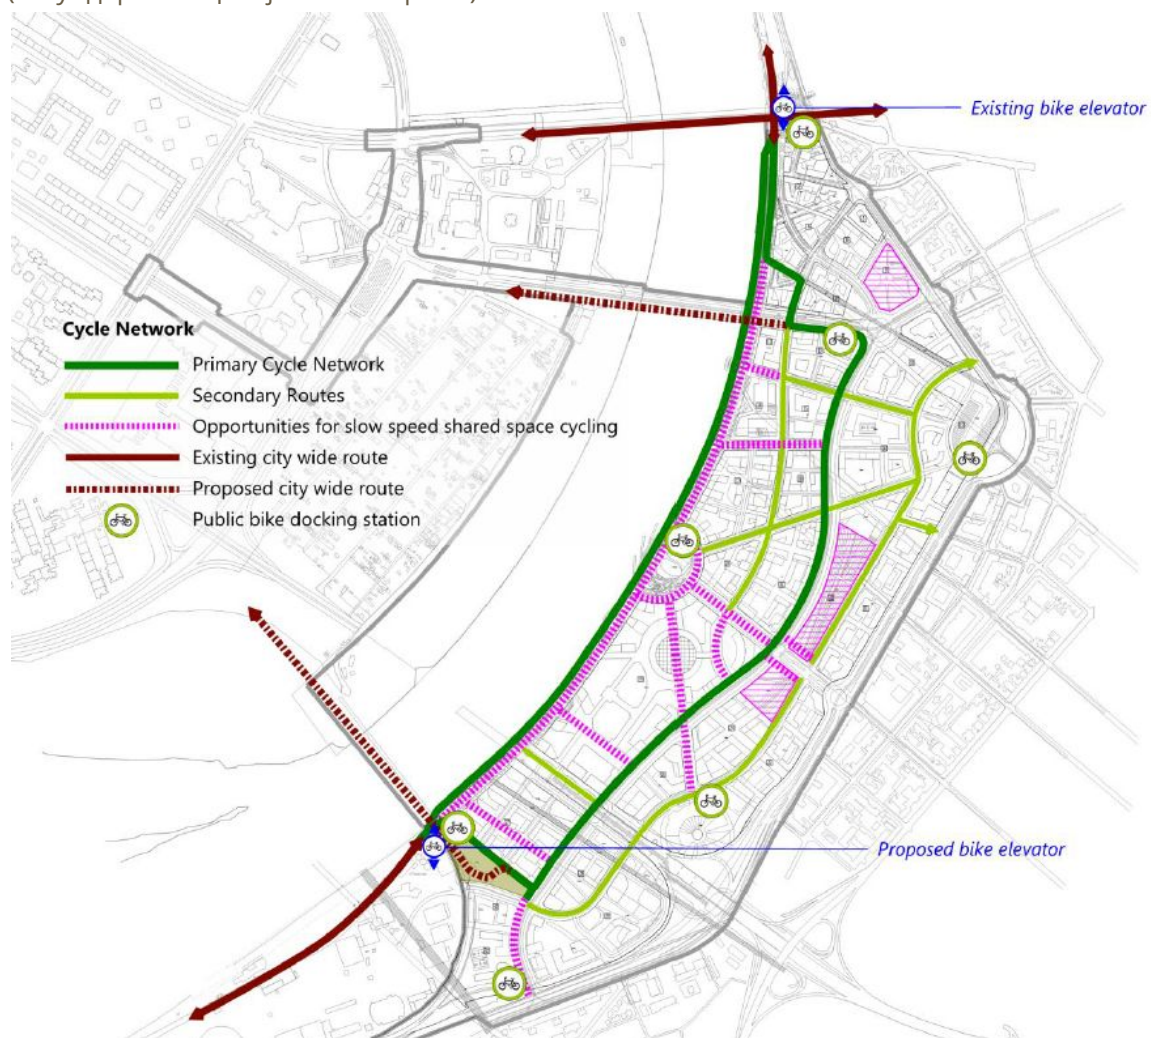 Existing bike elevator
Cycle Network
Primary Cycle Network
Secondary Routes
Opportunities for slow speed shared space cycling
Existing city wide route
Proposed city wide route
Public bike docking station
Proposed bike elevator